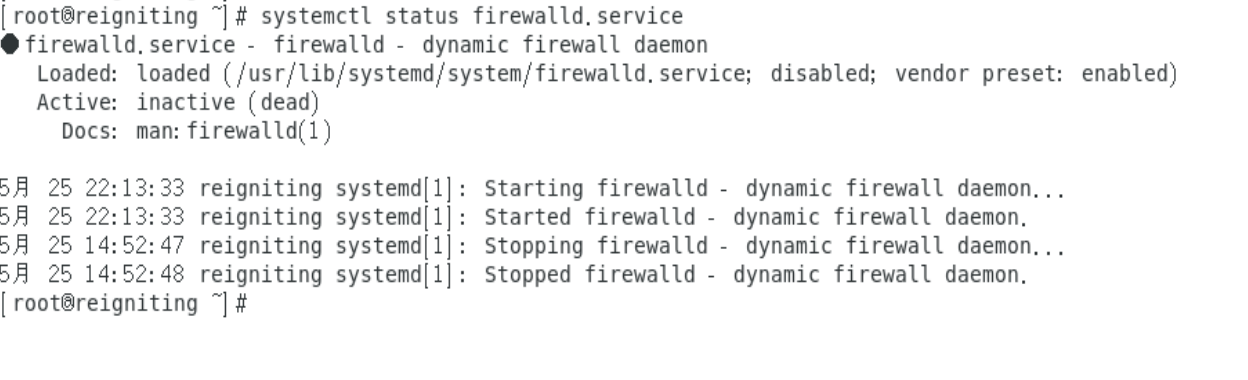 [root@reigniting ~]# systemctl status firewalld.service
● firewalld.service - firewalld - dynamic firewall daemon
   Loaded: loaded (/usr/lib/systemd/system/firewalld.service; disabled; vendor preset: enabled)
   Active: inactive (dead)
     Docs: man:firewalld(1)

5月 25 22:13:33 reigniting systemd[1]: Starting firewalld - dynamic firewall daemon...
5月 25 22:13:33 reigniting systemd[1]: Started firewalld - dynamic firewall daemon.
5月 25 14:52:47 reigniting systemd[1]: Stopping firewalld - dynamic firewall daemon...
5月 25 14:52:48 reigniting systemd[1]: Stopped firewalld - dynamic firewall daemon.
[root@reigniting ~]#